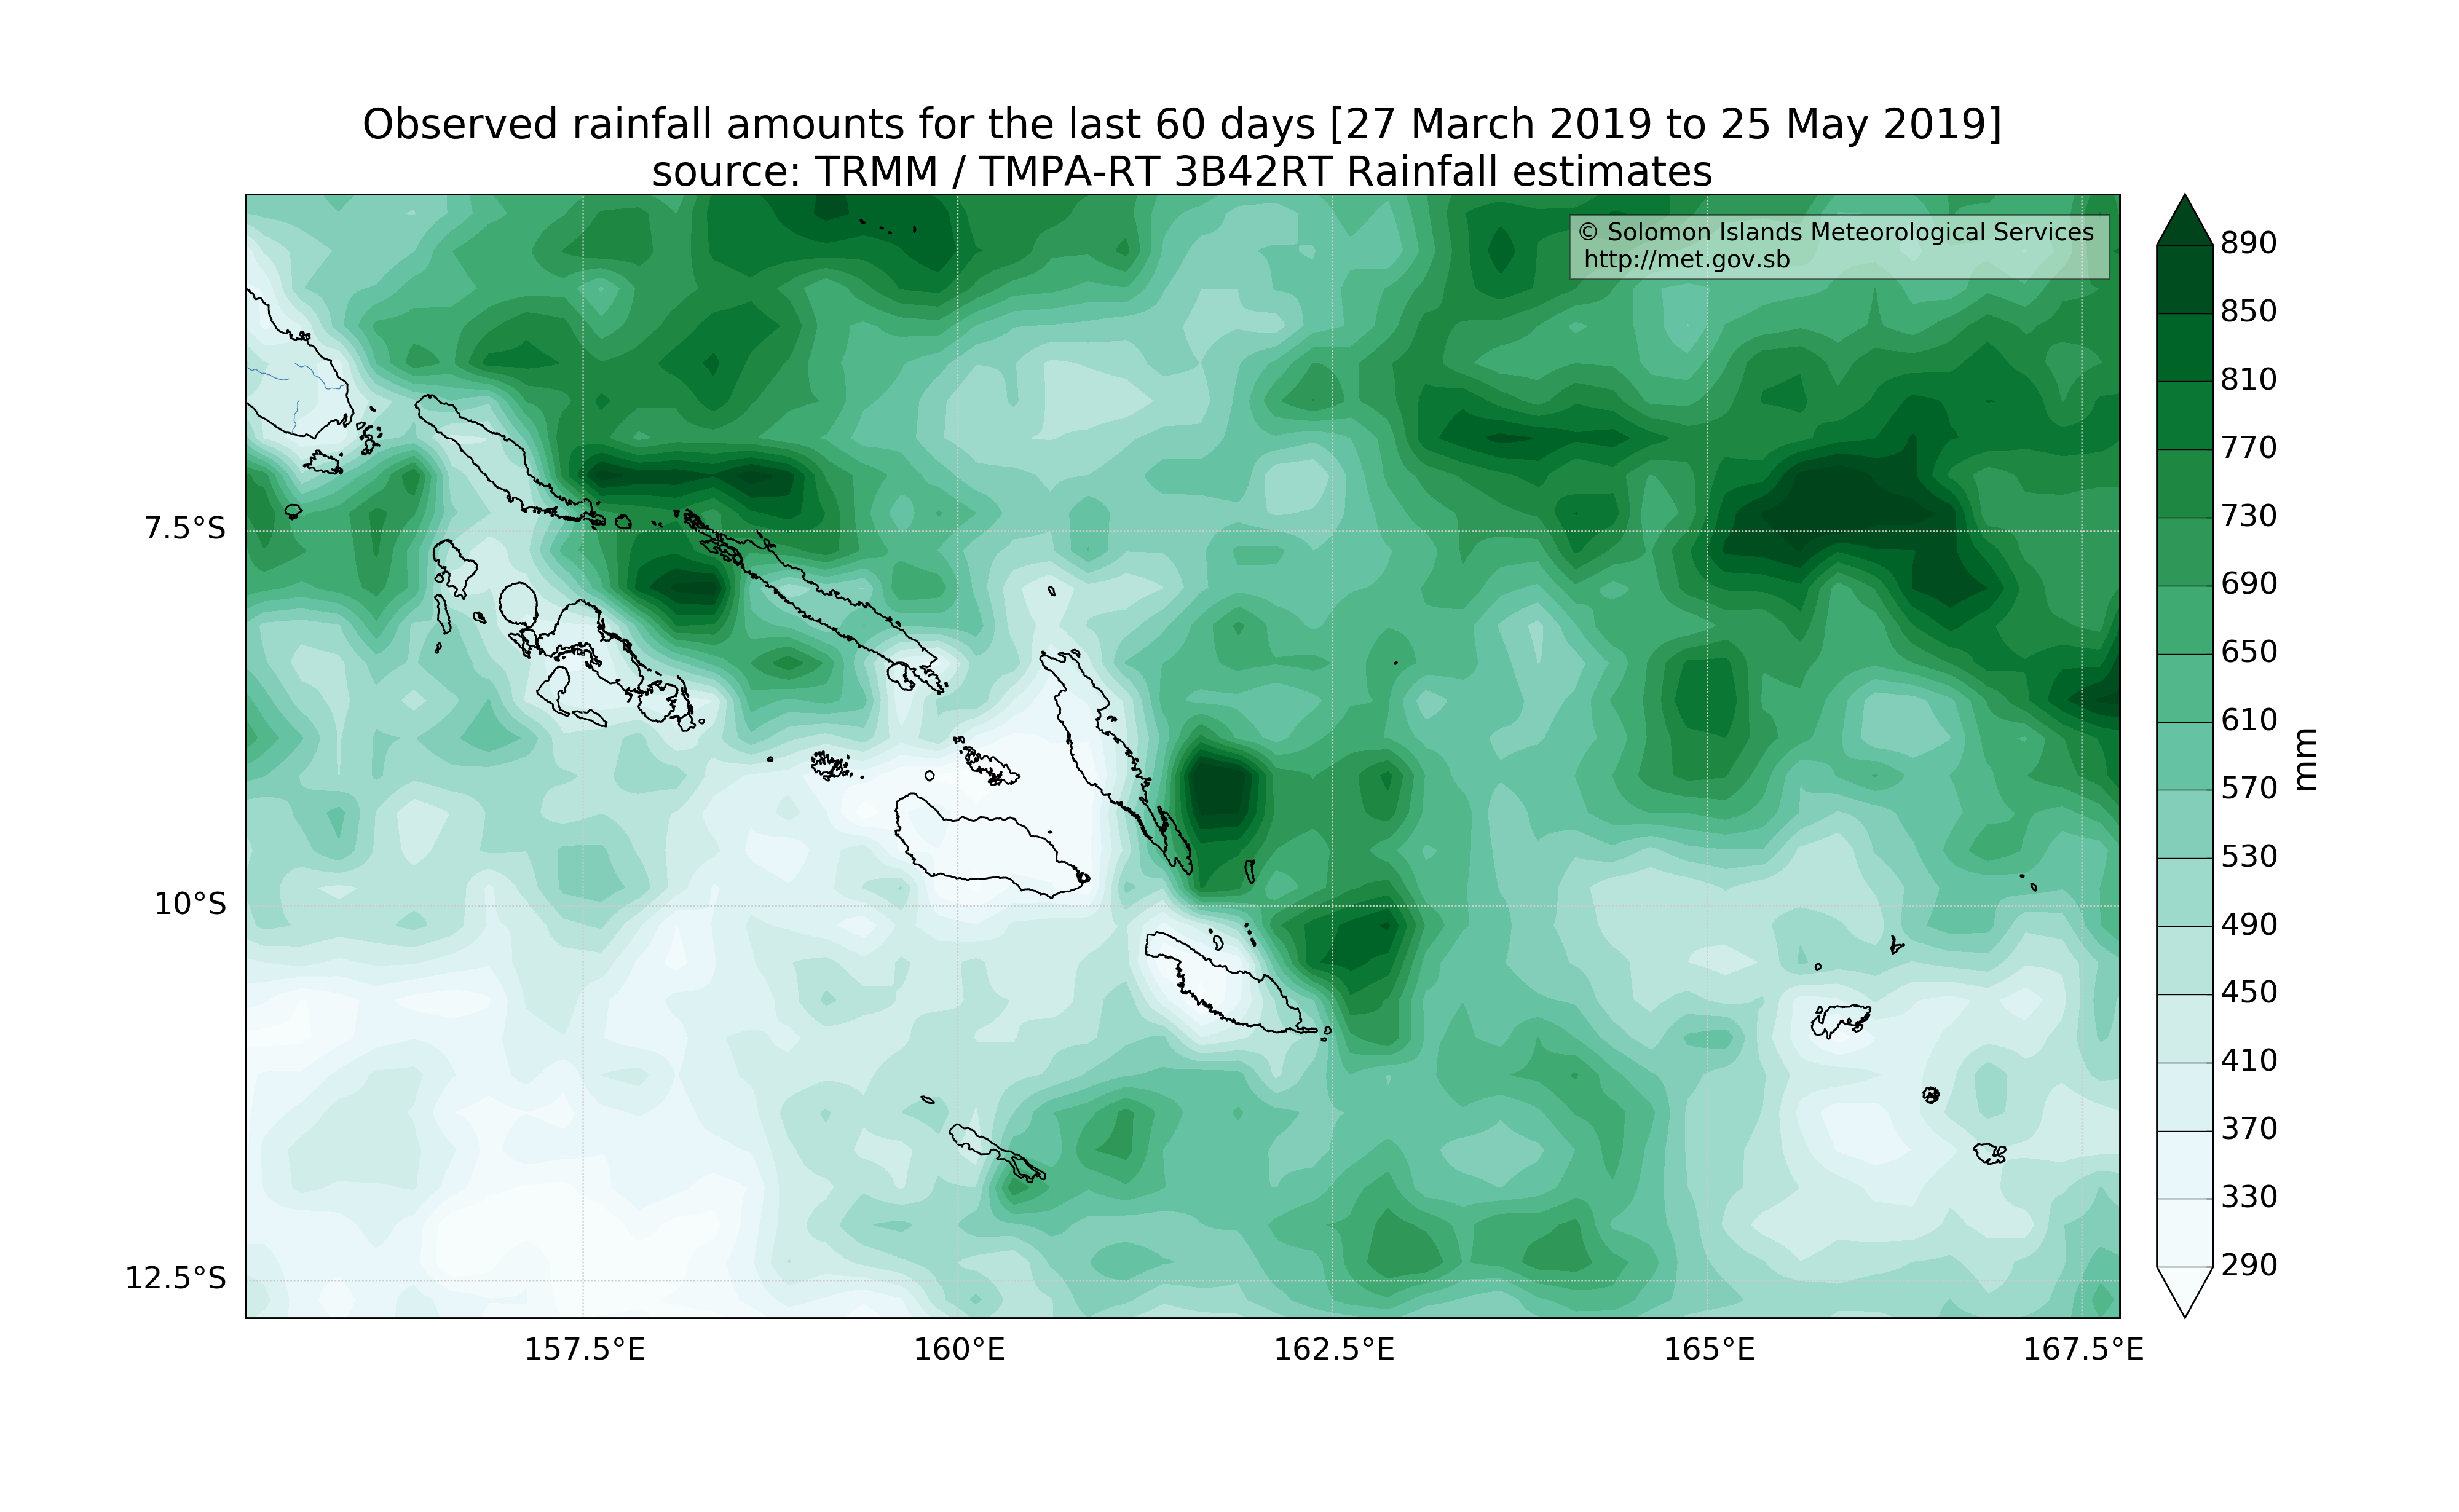 Observed rainfall amounts for the last 60 days [27 March 2019 to 25 May 2019]
source: TRMM / TMPA-RT 3B42RT Rainfall estimates
© Solomon Islands Meteorological Services
http://met.gov.sb
890
850
810
770
730
690
650
610
570
530
490
450
410
370
330
290
mm
7.5°S
10°S
12.5°S
157.5°E
160°E
162.5°E
165°E
167.5°E